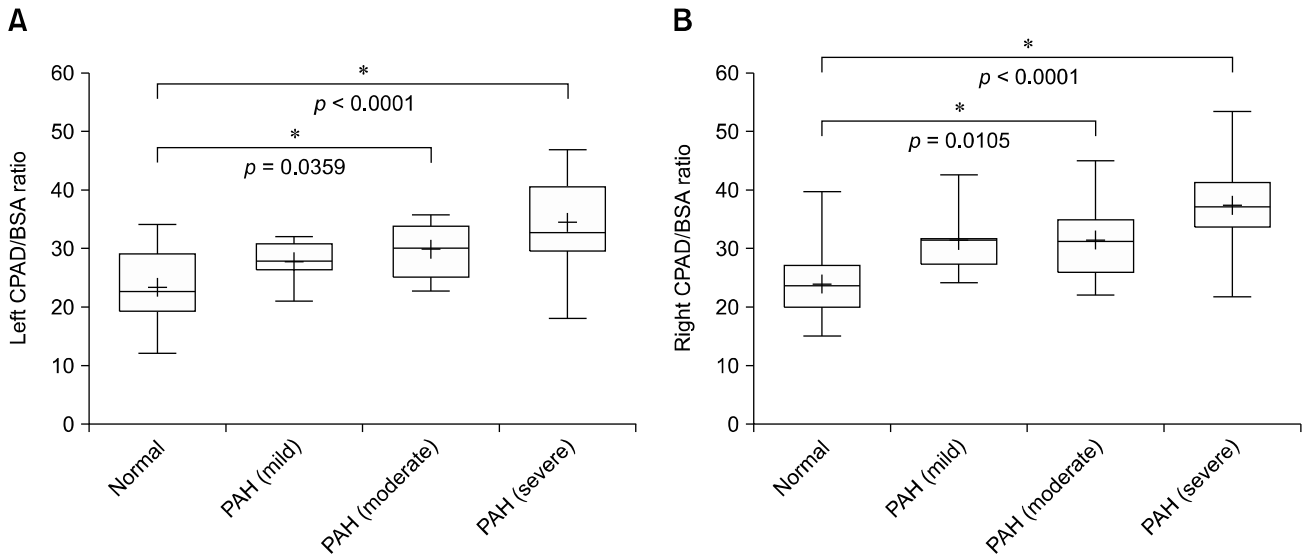 A
Left CPAD/BSA ratio
60
50
40
30
20
10
0
*
p < 0.0001
*
p = 0.0359
Normal
PAH (mild)
PAH (moderate)
PAH (severe)
B
Right CPAD/BSA ratio
60
50
40
30
20
10
0
*
p < 0.0001
*
p = 0.0105
Normal
PAH (mild)
PAH (moderate)
PAH (severe)